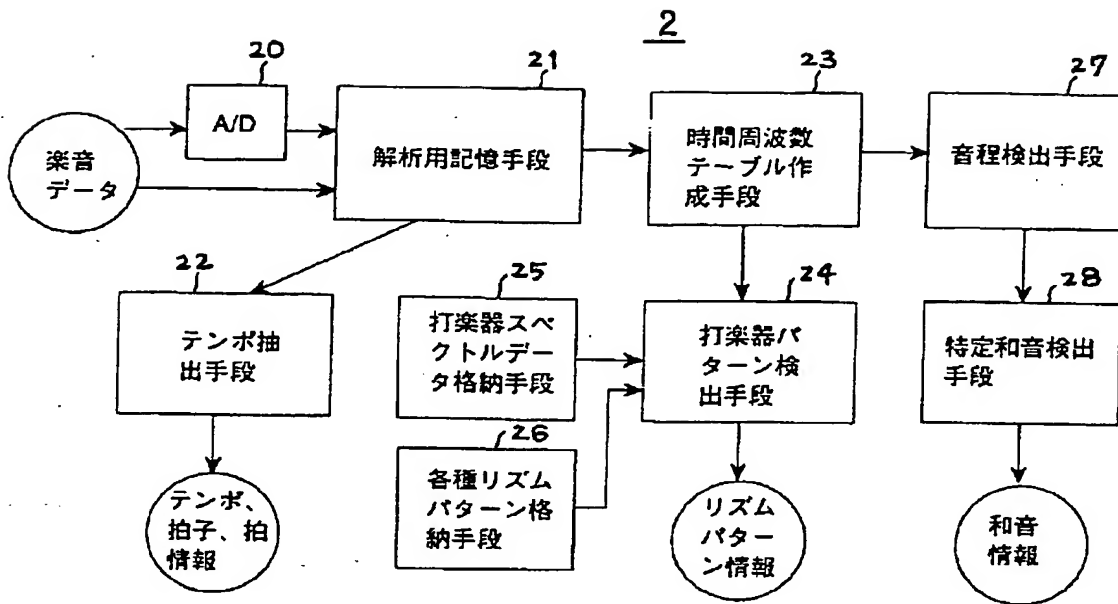 2
20
21
23
27
A/D
楽音
データ
解析用記憶手段
時間周波数
テーブル作
成手段
音程検出手段
22
25
24
28
テンポ抽
出手段
打楽器スペ
クトルデー
タ格納手段
打楽器パ
ターン検
出手段
特定和音検出
手段
26
各種リズム
パターン格
納手段
テンポ、
拍子、拍
情報
リズム
パター
ン情報
和音
情報